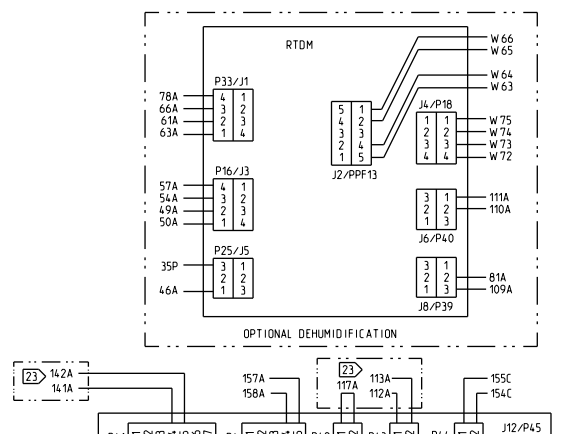 RTDM
W66
W65
W64
W63
P33/J1
78A 4 1
66A 3 2
61A 2 3
63A 1 4
5 1
4 2
3 3
2 4
1 5
J2/PPF13
J4/P18
1 1 W75
2 2 W74
3 3 W73
4 4 W72
P16/J3
57A 4 1
54A 3 2
49A 2 3
50A 1 4
3 1 111A
2 2 110A
1 3
J6/P40
P25/J5
35P 3 1
2 2
46A 1 3
3 1
2 2 81A
1 3 109A
J8/P39
OPTIONAL DEHUMIDIFICATION
23 142A
141A
157A
158A
23
117A
113A
112A
155C
154C
J12/P45